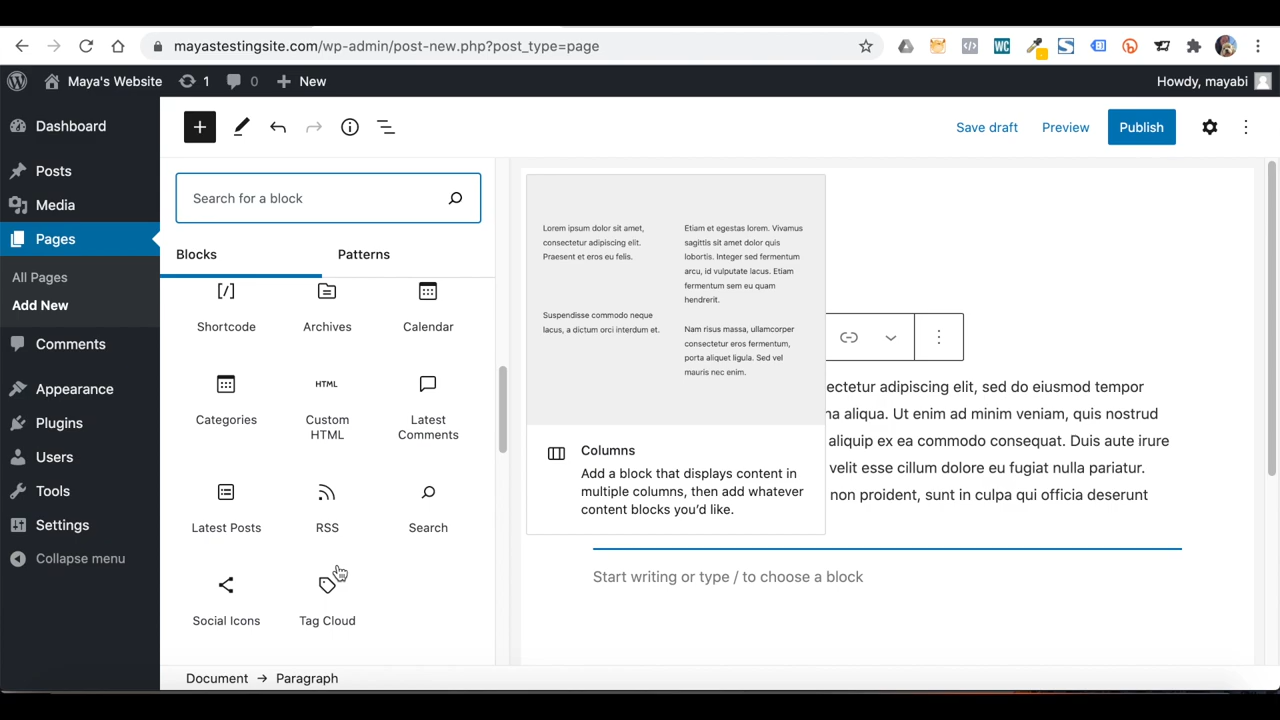 mayastestingsite.com/wp-admin/post-new.php?post_type=page
Maya's Website 1 0 New
Howdy, mayabi
Dashboard
Posts
Media
Pages
All Pages
Add New
Comments
Appearance
Plugins
Users
Tools
Settings
Collapse menu
Save draft Preview Publish
Search for a block
Blocks Patterns
[/]
Shortcode Archives Calendar
HTML
Categories Custom Latest
HTML Comments
Latest Posts RSS Search
Social Icons Tag Cloud
Lorem ipsum dolor sit amet,
consectetur adipiscing elit.
Praesent et eros eu felis.
Suspendisse commodo neque
lacus, a dictum orci interdum et.
Etiam et egestas lorem. Vivamus
sagittis sit amet dolor quis
lobortis. Integer sed fermentum
arcu, id vulputate lacus. Etiam
fermentum sem eu quam
hendrerit.
Nam risus massa, ullamcorper
consectetur eros fermentum,
porta aliquet ligula. Sed vel
mauris nec enim.
Columns
Add a block that displays content in
multiple columns, then add whatever
content blocks you'd like.
ectetur adipiscing elit, sed do eiusmod tempor
na aliqua. Ut enim ad minim veniam, quis nostrud
aliquip ex ea commodo consequat. Duis aute irure
velit esse cillum dolore eu fugiat nulla pariatur.
non proident, sunt in culpa qui officia deserunt
Start writing or type / to choose a block
Document → Paragraph